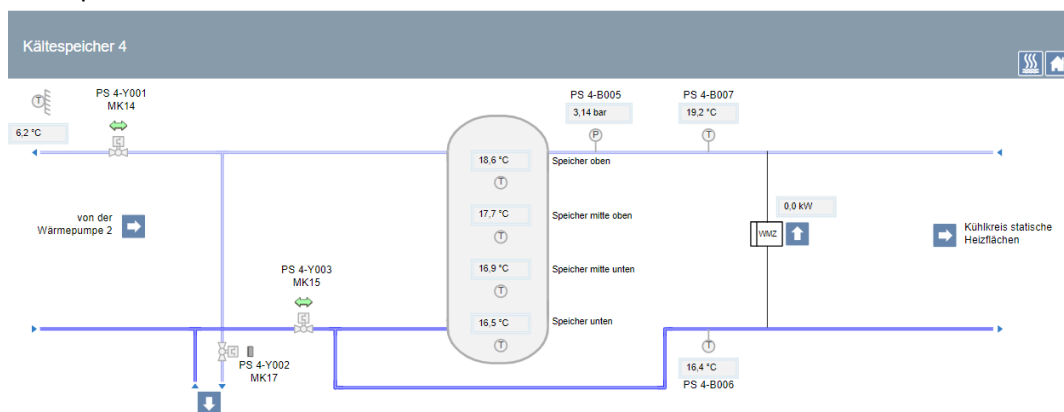 Kältespeicher 4
PS 4-Y001
MK14
PS 4-B005
PS 4-B007
3,14 bar
19,2 °C
T
6,2 °C
P
T
18,6 °C
Speicher oben
T
17,7 °C
Speicher mitte oben
T
0,0 kW
von der
Wärmepumpe 2
WMZ
Kühlkreis statische
Heizflächen
PS 4-Y003
MK15
16,9 °C
Speicher mitte unten
T
16,5 °C
Speicher unten
T
T
PS 4-Y002
MK17
16,4 °C
PS 4-B006